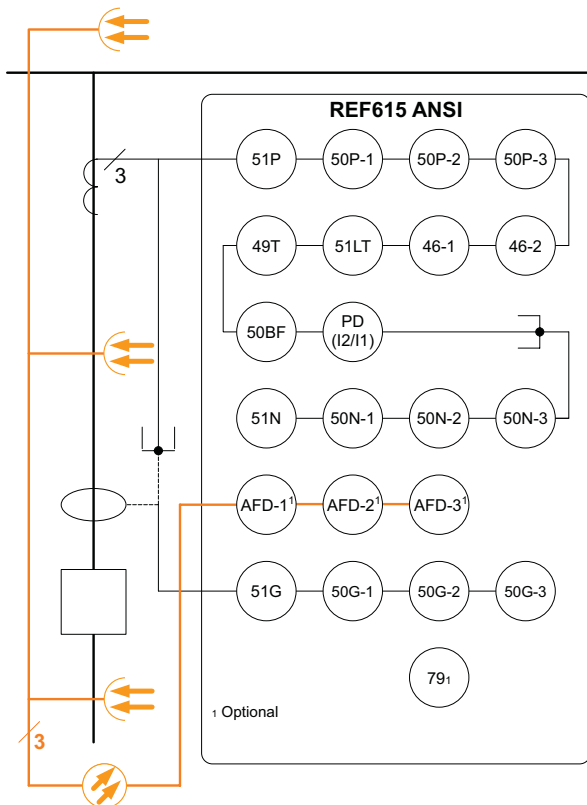 REF615 ANSI
3
51P 50P-1 50P-2 50P-3
49T 51LT 46-1 46-2
50BF PD
(I2/I1)
51N 50N-1 50N-2 50N-3
AFD-1¹ AFD-2¹ AFD-3¹
51G 50G-1 50G-2 50G-3
79₁
₁ Optional
3